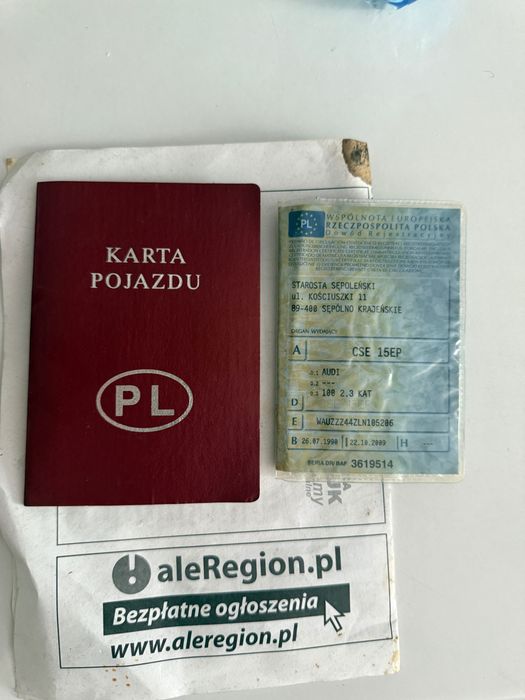 KARTA
POJAZDU
PL
PL
WSPÓLNOTA EUROPEJSKA
RZECZPOSPOLITA POLSKA
Dowód Rejestracyjny
STAROSTA SĘPOLEŃSKI
ul. KOŚCIUSZKI 11
89-400 SĘPÓLNO KRAJEŃSKIE
ORGAN WYDAJĄCY
A CSE 15EP
D.1 AUDI
D.2 ---
D.3 100 2.3 KAT
D
E WAUZZZ44ZLN105206
B 26.07.1990 22.10.2009 H ---
SERIA DR/BAF 3619514
aleRegion.pl
Bezpłatne ogłoszenia
www.aleregion.pl